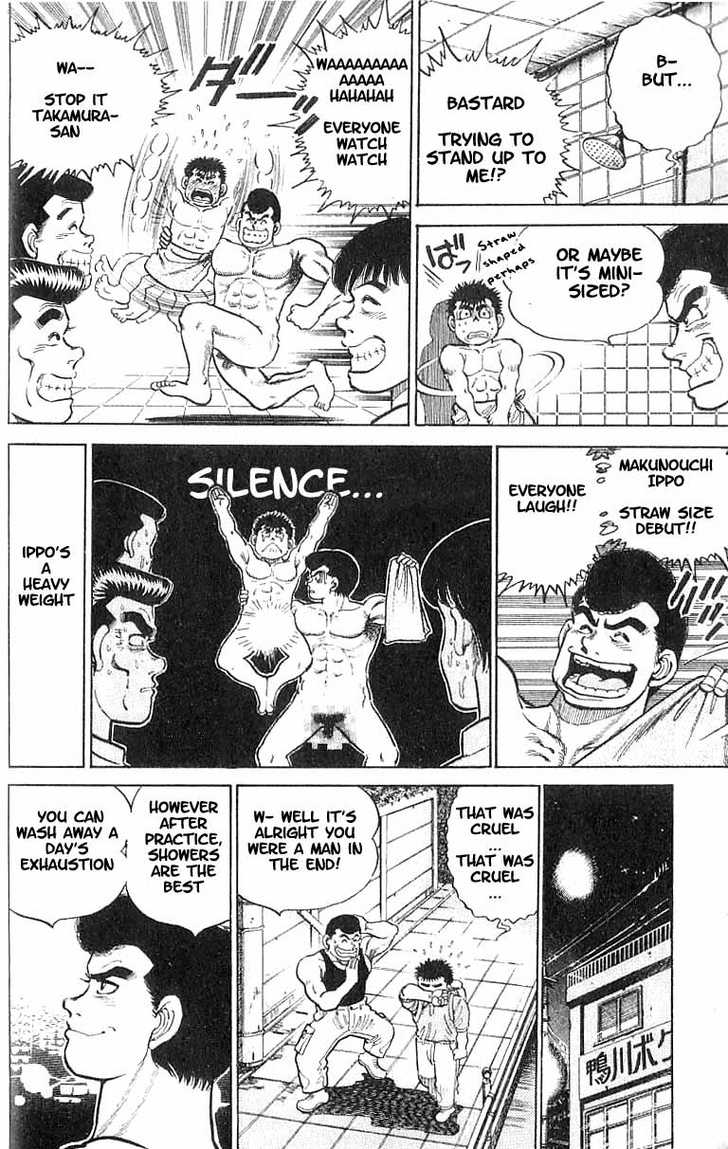 B-
BUT...
BASTARD
TRYING TO
STAND UP TO
ME!?
WAAAAAAAAA
AAAAA
HAHAHAH
EVERYONE
WATCH
WATCH
WA--
STOP IT
TAKAMURA-
SAN
OR MAYBE
IT'S MINI-
SIZED?
Straw
shaped
perhaps
MAKUNOUCHI
IPPO
STRAW SIZE
DEBUT!!
EVERYONE
LAUGH!!
SILENCE...
IPPO'S
A
HEAVY
WEIGHT
鴨川ボク
THAT WAS
CRUEL
...
THAT WAS
CRUEL
...
W- WELL IT'S
ALRIGHT YOU
WERE A MAN IN
THE END!
HOWEVER
AFTER
PRACTICE,
SHOWERS
ARE THE
BEST
YOU CAN
WASH AWAY A
DAY'S
EXHAUSTION